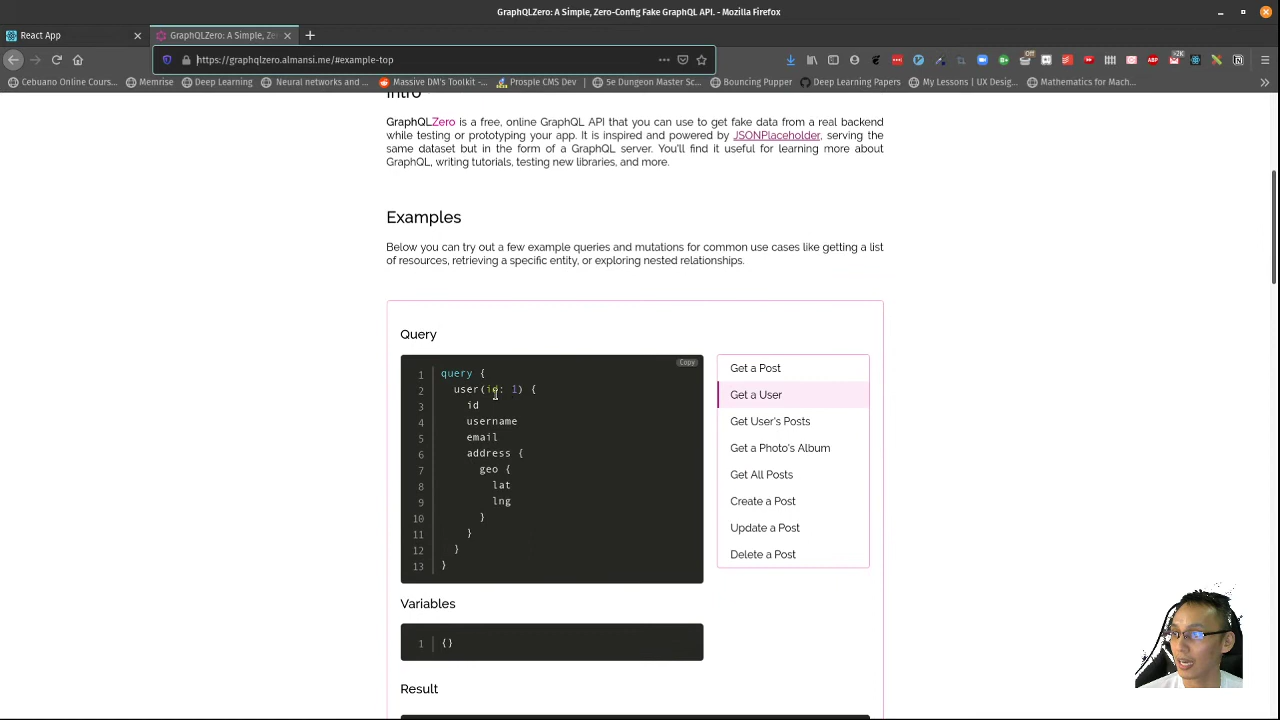 GraphQLZero: A Simple, Zero-Config Fake GraphQL API. - Mozilla Firefox
React App
GraphQLZero: A Simple, Ze
https://graphqlzero.almansi.me/#example-top
Cebuano Online Cours…
Memrise
Deep Learning
Neural networks and …
Massive DM's Toolkit -…
Prosple CMS Dev
5e Dungeon Master Sc…
Bouncing Pupper
Deep Learning Papers
My Lessons | UX Desig…
Mathematics for Mach…
Intro
GraphQLZero is a free, online GraphQL API that you can use to get fake data from a real backend
while testing or prototyping your app. It is inspired and powered by JSONPlaceholder, serving the
same dataset but in the form of a GraphQL server. You'll find it useful for learning more about
GraphQL, writing tutorials, testing new libraries, and more.
Examples
Below you can try out a few example queries and mutations for common use cases like getting a list
of resources, retrieving a specific entity, or exploring nested relationships.
Query
Copy
1 query {
2 user(id: 1) {
3 id
4 username
5 email
6 address {
7 geo {
8 lat
9 lng
10 }
11 }
12 }
13 }
Get a Post
Get a User
Get User's Posts
Get a Photo's Album
Get All Posts
Create a Post
Update a Post
Delete a Post
Variables
1 {}
Result